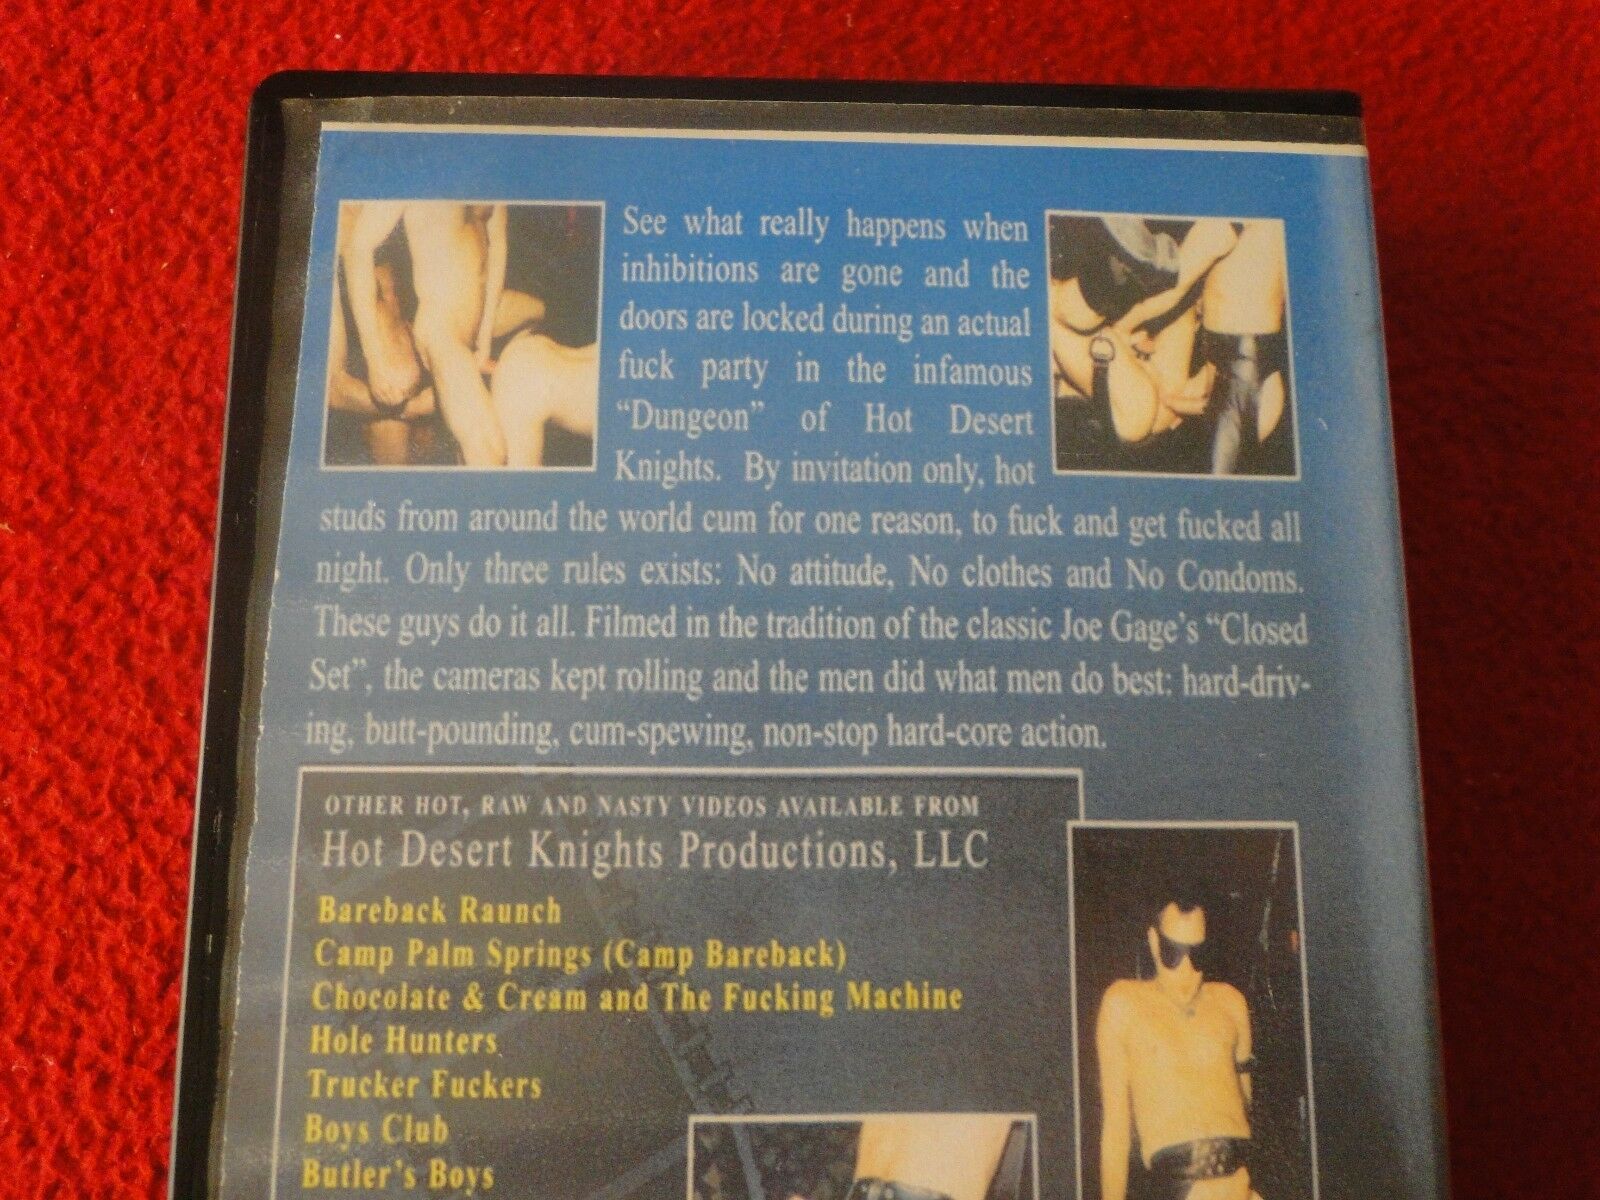 See what really happens when
inhibitions are gone and the
doors are locked during an actual
fuck party in the infamous
“Dungeon” of Hot Desert
Knights. By invitation only, hot
studs from around the world cum for one reason, to fuck and get fucked all
night. Only three rules exists: No attitude, No clothes and No Condoms.
These guys do it all. Filmed in the tradition of the classic Joe Gage’s “Closed
Set”, the cameras kept rolling and the men did what men do best: hard-driv-
ing, butt-pounding, cum-spewing, non-stop hard-core action.
OTHER HOT, RAW AND NASTY VIDEOS AVAILABLE FROM
Hot Desert Knights Productions, LLC
Bareback Raunch
Camp Palm Springs (Camp Bareback)
Chocolate & Cream and The Fucking Machine
Hole Hunters
Trucker Fuckers
Boys Club
Butler’s Boys